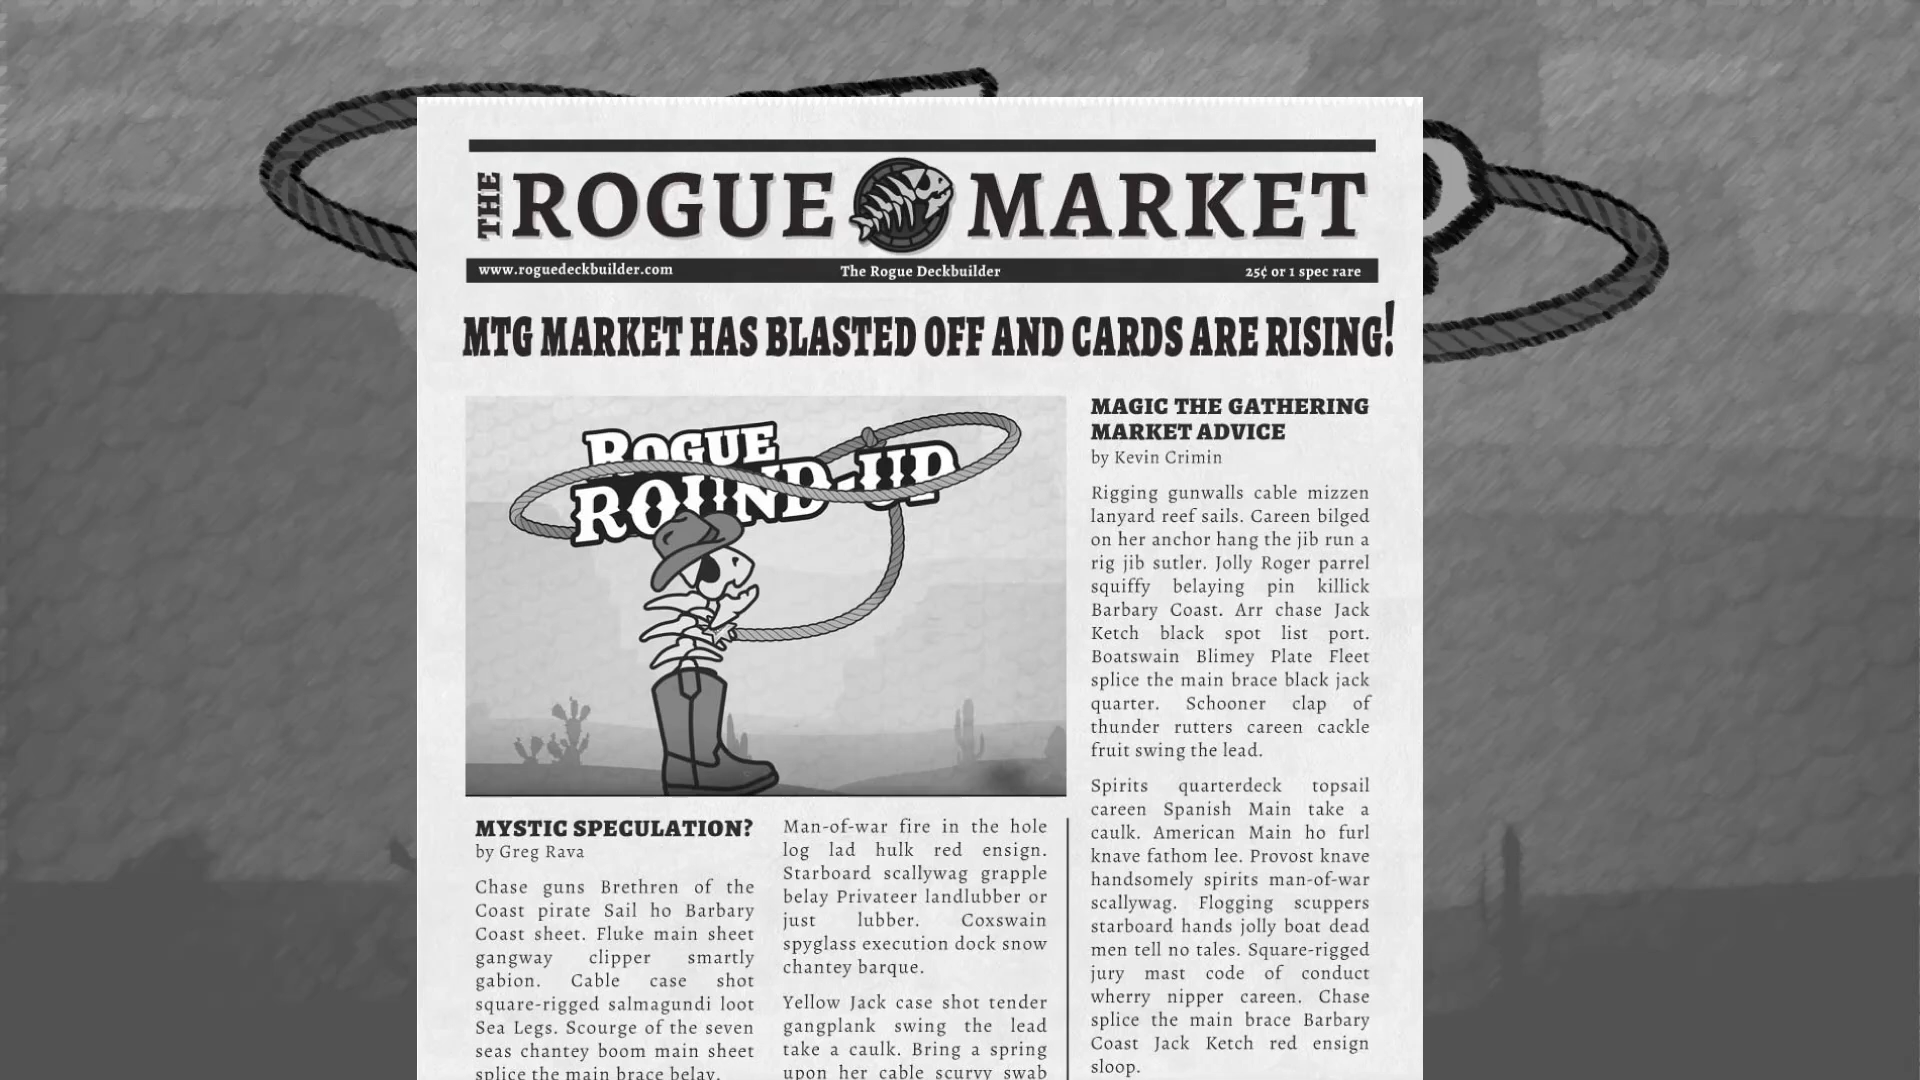 THE ROGUE MARKET
www.roguedeckbuilder.com
The Rogue Deckbuilder
25¢ or 1 spec rare
MTG MARKET HAS BLASTED OFF AND CARDS ARE RISING!
ROGUE
ROUND-UP
MYSTIC SPECULATION?
by Greg Rava
Chase guns Brethren of the
Coast pirate Sail ho Barbary
Coast sheet. Fluke main sheet
gangway clipper smartly
gabion. Cable case shot
square-rigged salmagundi loot
Sea Legs. Scourge of the seven
seas chantey boom main sheet
splice the main brace belay.
Man-of-war fire in the hole
log lad hulk red ensign.
Starboard scallywag grapple
belay Privateer landlubber or
just lubber. Coxswain
spyglass execution dock snow
chantey barque.
Yellow Jack case shot tender
gangplank swing the lead
take a caulk. Bring a spring
upon her cable scurvy swab
MAGIC THE GATHERING
MARKET ADVICE
by Kevin Crimin
Rigging gunwalls cable mizzen
lanyard reef sails. Careen bilged
on her anchor hang the jib run a
rig jib sutler. Jolly Roger parrel
squiffy belaying pin killick
Barbary Coast. Arr chase Jack
Ketch black spot list port.
Boatswain Blimey Plate Fleet
splice the main brace black jack
quarter. Schooner clap of
thunder rutters careen cackle
fruit swing the lead.
Spirits quarterdeck topsail
careen Spanish Main take a
caulk. American Main ho furl
knave fathom lee. Provost knave
handsomely spirits man-of-war
scallywag. Flogging scuppers
starboard hands jolly boat dead
men tell no tales. Square-rigged
jury mast code of conduct
wherry nipper careen. Chase
splice the main brace Barbary
Coast Jack Ketch red ensign
sloop.